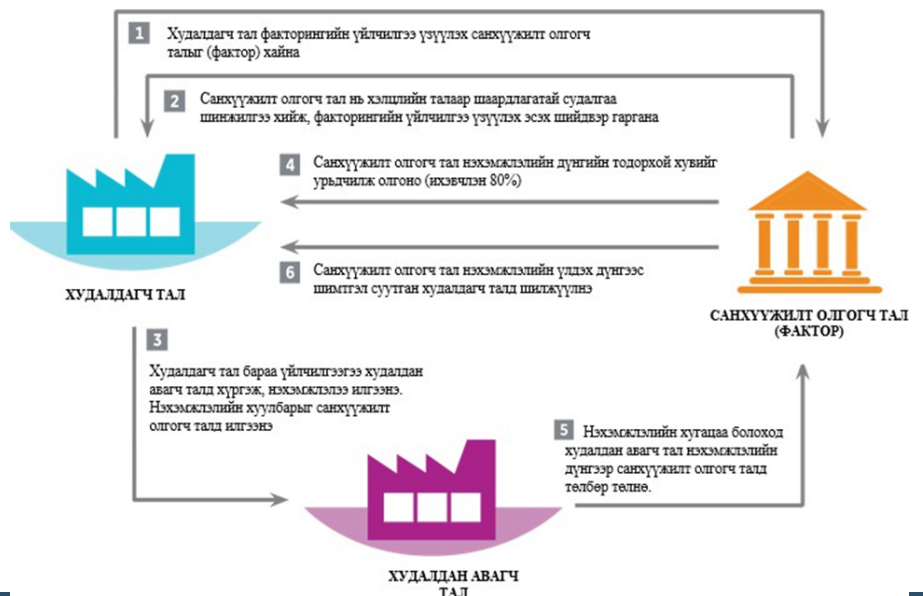 1 Худалдагч тал факторингийн үйлчилгээ үзүүлэх санхүүжилт олгогч
талыг (фактор) хайна
2 Санхүүжилт олгогч тал нь хэлцлийн талаар шаардлагатай судалгаа
шинжилгээ хийж, факторингийн үйлчилгээ үзүүлэх эсэх шийдвэр гаргана
4 Санхүүжилт олгогч тал нэхэмжлэлийн дүнгийн тодорхой хувийг
урьдчилж олгоно (ихэвчлэн 80%)
6 Санхүүжилт олгогч тал нэхэмжлэлийн үлдэх дүнгээс
шимтгэл суутган худалдагч талд шилжүүлнэ
ХУДАЛДАГЧ ТАЛ
САНХҮҮЖИЛТ ОЛГОГЧ ТАЛ
(ФАКТОР)
3
Худалдагч тал бараа үйлчилгээгээ худалдан
авагч талд хүргэж, нэхэмжлэлээ илгээнэ.
Нэхэмжлэлийн хуулбарыг санхүүжилт
олгогч талд илгээнэ
5 Нэхэмжлэлийн хугацаа болоход
худалдан авагч тал нэхэмжлэлийн
дүнгээр санхүүжилт олгогч талд
төлбөр төлнө.
ХУДАЛДАН АВАГЧ
ТАЛ